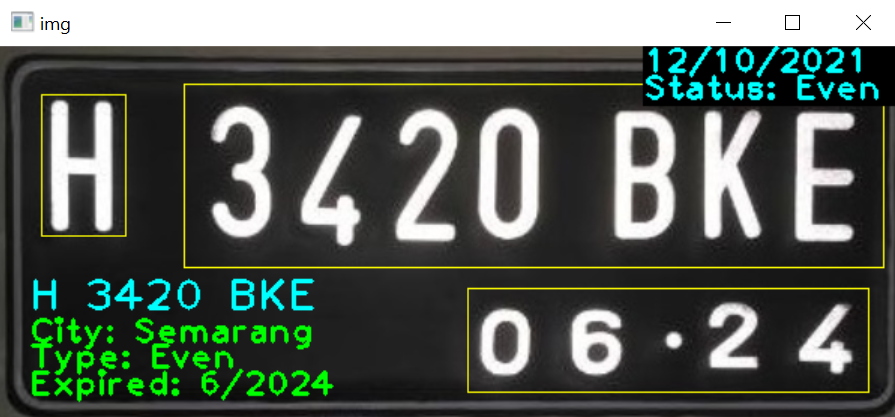 img
12/10/2021
Status: Even
H 3420 BKE
H 3420 BKE
City: Semarang
Type: Even
Expired: 6/2024
06·24